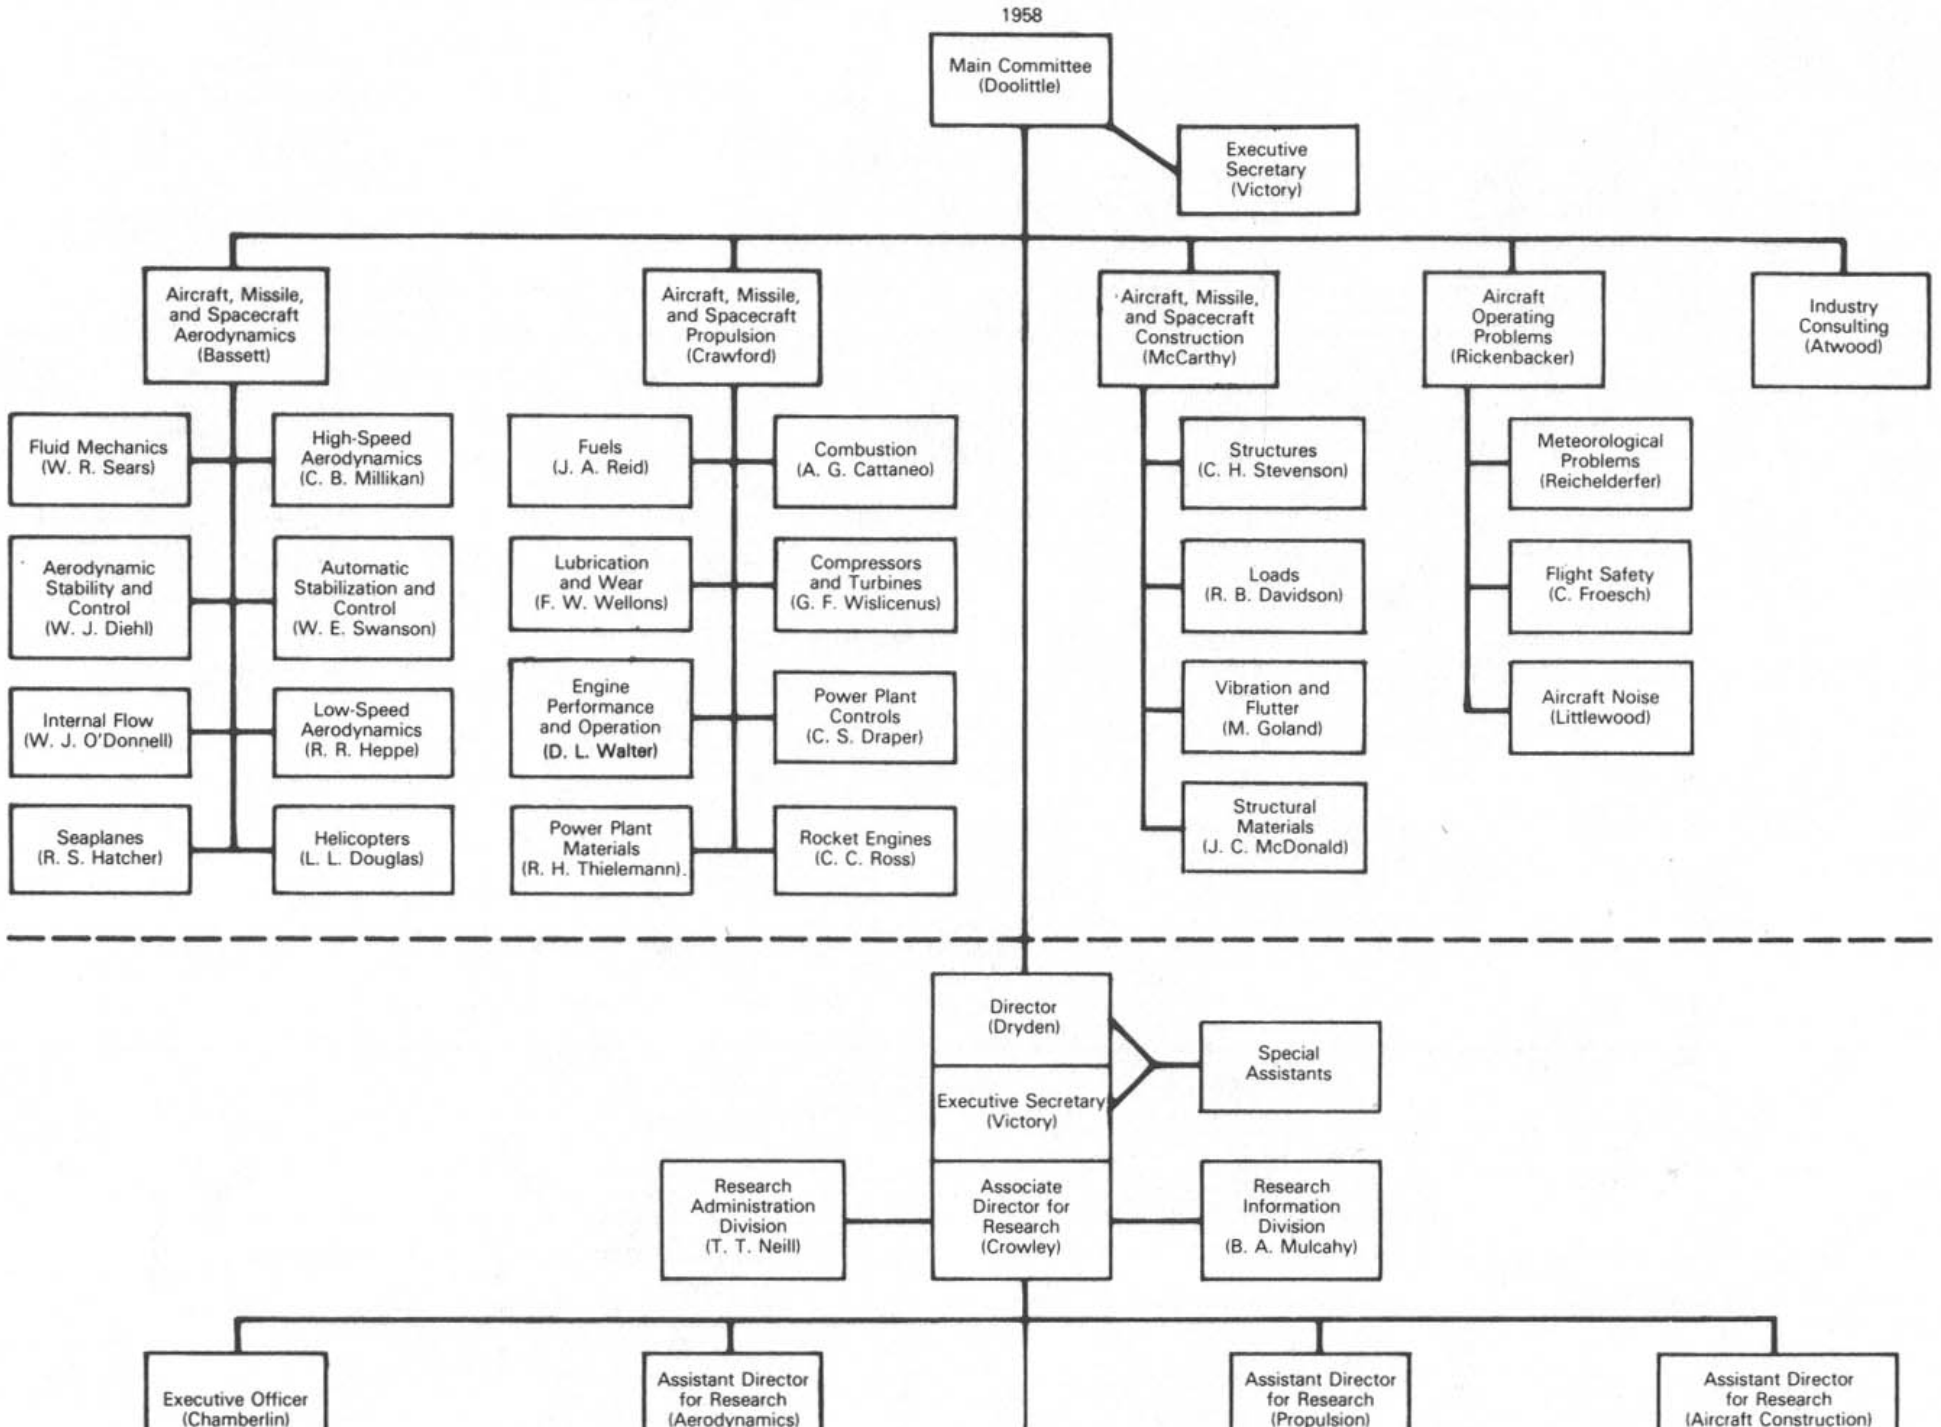 1958
Main Committee
(Doolittle)
Executive
Secretary
(Victory)
Aircraft, Missile,
and Spacecraft
Aerodynamics
(Bassett)
Aircraft, Missile,
and Spacecraft
Propulsion
(Crawford)
Aircraft, Missile,
and Spacecraft
Construction
(McCarthy)
Aircraft
Operating
Problems
(Rickenbacker)
Industry
Consulting
(Atwood)
Fluid Mechanics
(W. R. Sears)
High-Speed
Aerodynamics
(C. B. Millikan)
Aerodynamic
Stability and
Control
(W. J. Diehl)
Automatic
Stabilization and
Control
(W. E. Swanson)
Internal Flow
(W. J. O'Donnell)
Low-Speed
Aerodynamics
(R. R. Heppe)
Seaplanes
(R. S. Hatcher)
Helicopters
(L. L. Douglas)
Fuels
(J. A. Reid)
Combustion
(A. G. Cattaneo)
Lubrication
and Wear
(F. W. Wellons)
Compressors
and Turbines
(G. F. Wislicenus)
Engine
Performance
and Operation
(D. L. Walter)
Power Plant
Controls
(C. S. Draper)
Power Plant
Materials
(R. H. Thielemann).
Rocket Engines
(C. C. Ross)
Structures
(C. H. Stevenson)
Loads
(R. B. Davidson)
Vibration and
Flutter
(M. Goland)
Structural
Materials
(J. C. McDonald)
Meteorological
Problems
(Reichelderfer)
Flight Safety
(C. Froesch)
Aircraft Noise
(Littlewood)
Director
(Dryden)
Special
Assistants
Executive Secretary
(Victory)
Research
Administration
Division
(T. T. Neill)
Associate
Director for
Research
(Crowley)
Research
Information
Division
(B. A. Mulcahy)
Executive Officer
(Chamberlin)
Assistant Director
for Research
(Aerodynamics)
Assistant Director
for Research
(Propulsion)
Assistant Director
for Research
(Aircraft Construction)